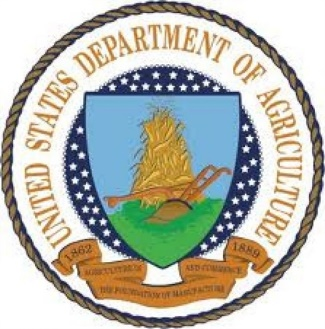 UNITED STATES DEPARTMENT OF AGRICULTURE
1862
1889
AGRICULTURE IS
THE FOUNDATION OF MANUFACTURE
AND COMMERCE